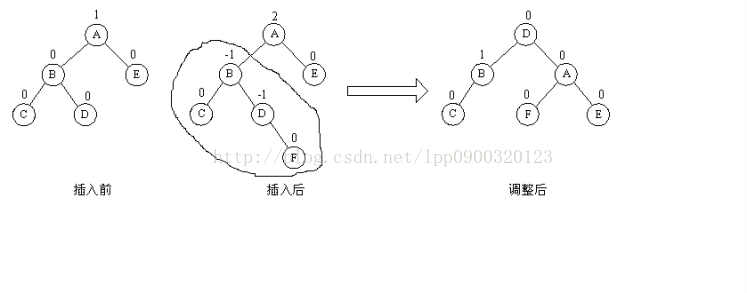 1 2 0
A A D
0 0 -1 0 1 0
B E B E B A
0 0 0 -1 0 0 0
C D C D C F E
0
F
http://blog.csdn.net/lpp0900320123
插入前 插入后 调整后